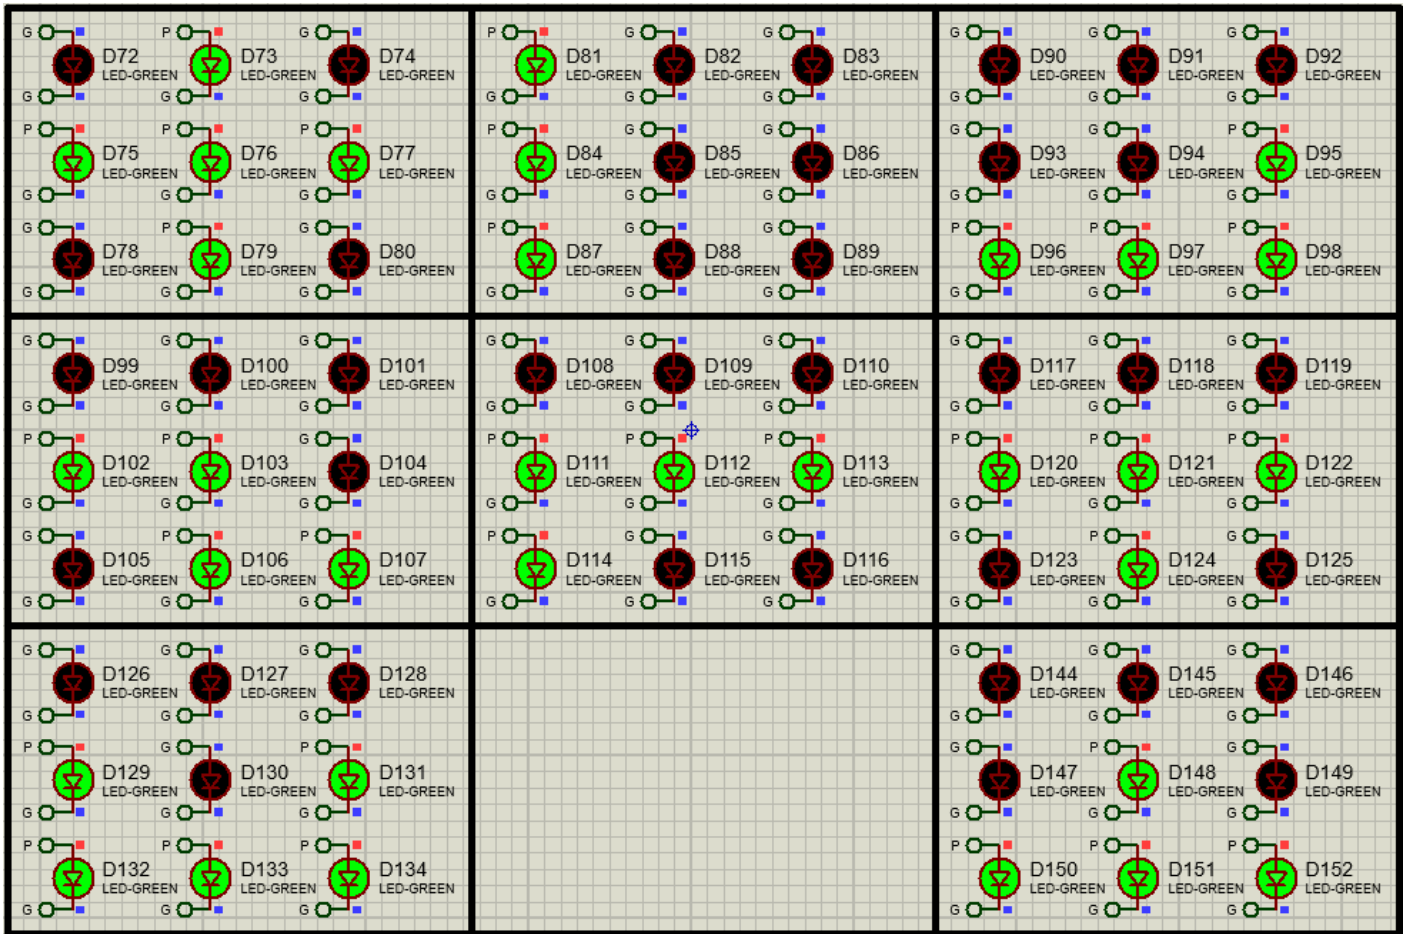 G P G P G G G G G
D72 D73 D74 D81 D82 D83 D90 D91 D92
LED-GREEN LED-GREEN LED-GREEN LED-GREEN LED-GREEN LED-GREEN LED-GREEN LED-GREEN LED-GREEN
G G G G G G G G G
P P P P G G G G P
D75 D76 D77 D84 D85 D86 D93 D94 D95
LED-GREEN LED-GREEN LED-GREEN LED-GREEN LED-GREEN LED-GREEN LED-GREEN LED-GREEN LED-GREEN
G G G G G G G G G
G P G P G G P P P
D78 D79 D80 D87 D88 D89 D96 D97 D98
LED-GREEN LED-GREEN LED-GREEN LED-GREEN LED-GREEN LED-GREEN LED-GREEN LED-GREEN LED-GREEN
G G G G G G G G G
G G G G G G G G G
D99 D100 D101 D108 D109 D110 D117 D118 D119
LED-GREEN LED-GREEN LED-GREEN LED-GREEN LED-GREEN LED-GREEN LED-GREEN LED-GREEN LED-GREEN
G G G G G G G G G
P P G P P P P P P
D102 D103 D104 D111 D112 D113 D120 D121 D122
LED-GREEN LED-GREEN LED-GREEN LED-GREEN LED-GREEN LED-GREEN LED-GREEN LED-GREEN LED-GREEN
G G G G G G G G G
G P P P G G G P G
D105 D106 D107 D114 D115 D116 D123 D124 D125
LED-GREEN LED-GREEN LED-GREEN LED-GREEN LED-GREEN LED-GREEN LED-GREEN LED-GREEN LED-GREEN
G G G G G G G G G
G G G G G G
D126 D127 D128 D144 D145 D146
LED-GREEN LED-GREEN LED-GREEN LED-GREEN LED-GREEN LED-GREEN
G G G G G G
P G P G P G
D129 D130 D131 D147 D148 D149
LED-GREEN LED-GREEN LED-GREEN LED-GREEN LED-GREEN LED-GREEN
G G G G G G
P P P P P P
D132 D133 D134 D150 D151 D152
LED-GREEN LED-GREEN LED-GREEN LED-GREEN LED-GREEN LED-GREEN
G G G G G G